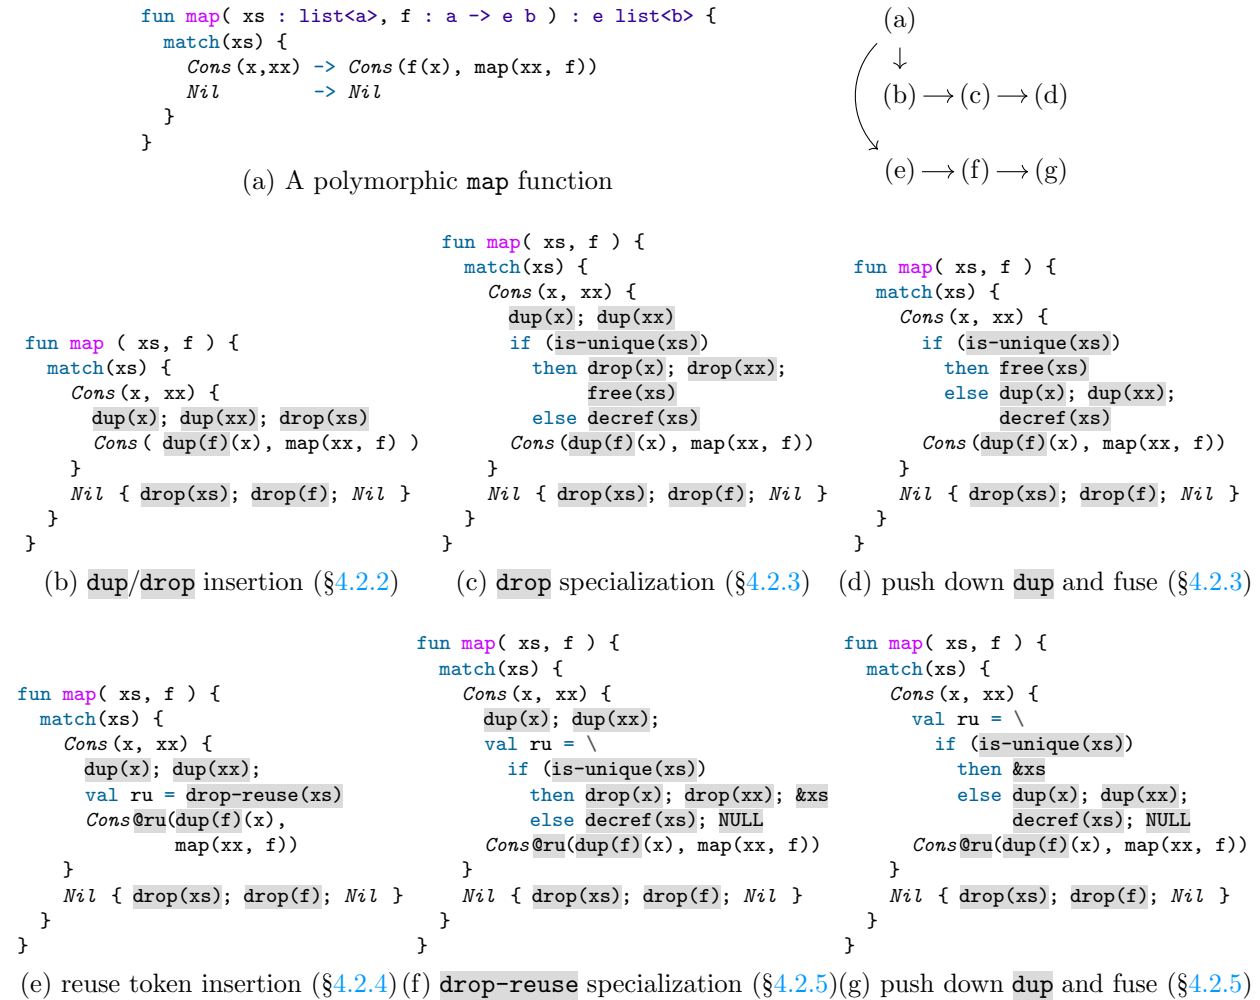 fun map( xs : list<a>, f : a -> e b ) : e list<b> {
  match(xs) {
    Cons(x,xx) -> Cons(f(x), map(xx, f))
    Nil        -> Nil
  }
}
(a) A polymorphic map function
(a)
↓
(b) → (c) → (d)
(e) → (f) → (g)
fun map ( xs, f ) {
  match(xs) {
    Cons(x, xx) {
      dup(x); dup(xx); drop(xs)
      Cons( dup(f)(x), map(xx, f) )
    }
    Nil { drop(xs); drop(f); Nil }
  }
}
(b) dup/drop insertion (§4.2.2)
fun map( xs, f ) {
  match(xs) {
    Cons(x, xx) {
      dup(x); dup(xx)
      if (is-unique(xs))
        then drop(x); drop(xx);
             free(xs)
        else decref(xs)
      Cons(dup(f)(x), map(xx, f))
    }
    Nil { drop(xs); drop(f); Nil }
  }
}
(c) drop specialization (§4.2.3)
fun map( xs, f ) {
  match(xs) {
    Cons(x, xx) {
      if (is-unique(xs))
        then free(xs)
        else dup(x); dup(xx);
             decref(xs)
      Cons(dup(f)(x), map(xx, f))
    }
    Nil { drop(xs); drop(f); Nil }
  }
}
(d) push down dup and fuse (§4.2.3)
fun map( xs, f ) {
  match(xs) {
    Cons(x, xx) {
      dup(x); dup(xx);
      val ru = drop-reuse(xs)
      Cons@ru(dup(f)(x),
              map(xx, f))
    }
    Nil { drop(xs); drop(f); Nil }
  }
}
(e) reuse token insertion (§4.2.4)
fun map( xs, f ) {
  match(xs) {
    Cons(x, xx) {
      dup(x); dup(xx);
      val ru = \
        if (is-unique(xs))
          then drop(x); drop(xx); &xs
          else decref(xs); NULL
      Cons@ru(dup(f)(x), map(xx, f))
    }
    Nil { drop(xs); drop(f); Nil }
  }
}
(f) drop-reuse specialization (§4.2.5)
fun map( xs, f ) {
  match(xs) {
    Cons(x, xx) {
      val ru = \
        if (is-unique(xs))
          then &xs
          else dup(x); dup(xx);
               decref(xs); NULL
      Cons@ru(dup(f)(x), map(xx, f))
    }
    Nil { drop(xs); drop(f); Nil }
  }
}
(g) push down dup and fuse (§4.2.5)